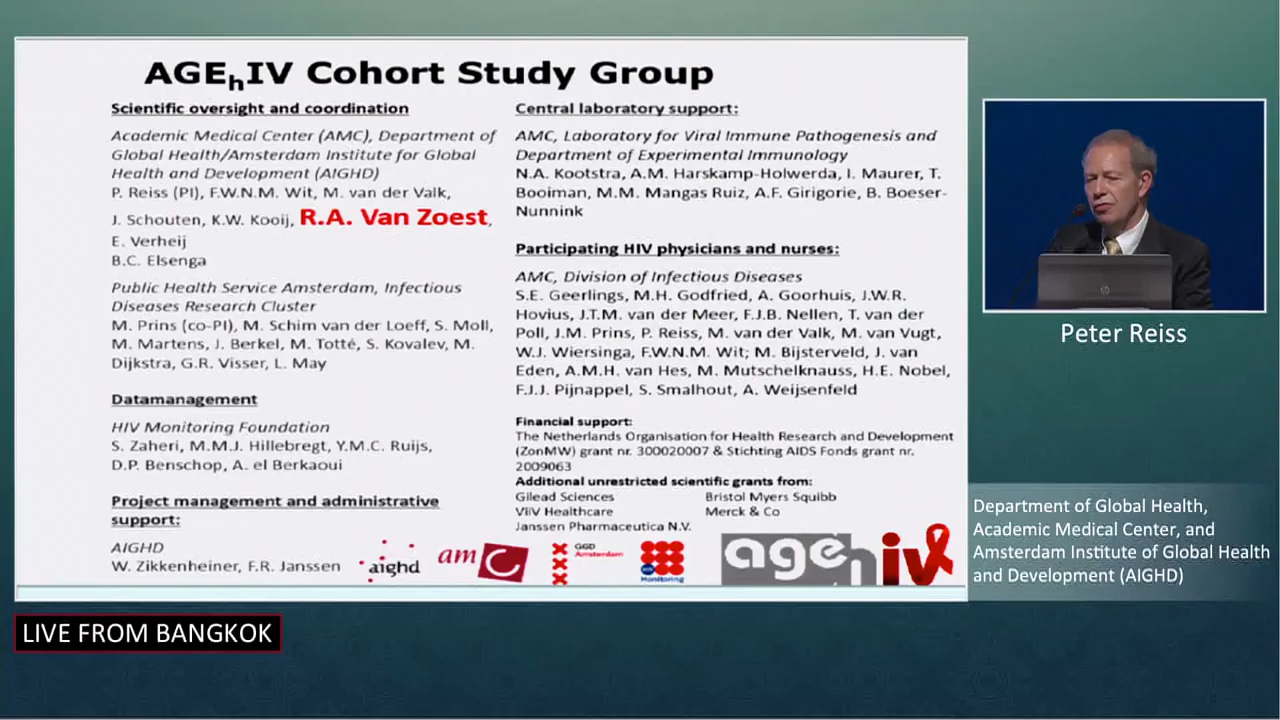 AGEhIV Cohort Study Group
Scientific oversight and coordination
Academic Medical Center (AMC), Department of
Global Health/Amsterdam Institute for Global
Health and Development (AIGHD)
P. Reiss (PI), F.W.N.M. Wit, M. van der Valk,
J. Schouten, K.W. Kooij, R.A. Van Zoest,
E. Verheij
B.C. Elsenga
Public Health Service Amsterdam, Infectious
Diseases Research Cluster
M. Prins (co-PI), M. Schim van der Loeff, S. Moll,
M. Martens, J. Berkel, M. Totté, S. Kovalev, M.
Dijkstra, G.R. Visser, L. May
Datamanagement
HIV Monitoring Foundation
S. Zaheri, M.M.J. Hillebregt, Y.M.C. Ruijs,
D.P. Benschop, A. el Berkaoui
Project management and administrative
support:
AIGHD
W. Zikkenheiner, F.R. Janssen
Central laboratory support:
AMC, Laboratory for Viral Immune Pathogenesis and
Department of Experimental Immunology
N.A. Kootstra, A.M. Harskamp-Holwerda, I. Maurer, T.
Booiman, M.M. Mangas Ruiz, A.F. Girigorie, B. Boeser-
Nunnink
Participating HIV physicians and nurses:
AMC, Division of Infectious Diseases
S.E. Geerlings, M.H. Godfried, A. Goorhuis, J.W.R.
Hovius, J.T.M. van der Meer, F.J.B. Nellen, T. van der
Poll, J.M. Prins, P. Reiss, M. van der Valk, M. van Vugt,
W.J. Wiersinga, F.W.N.M. Wit; M. Bijsterveld, J. van
Eden, A.M.H. van Hes, M. Mutschelknauss, H.E. Nobel,
F.J.J. Pijnappel, S. Smalhout, A. Weijsenfeld
Financial support:
The Netherlands Organisation for Health Research and Development
(ZonMW) grant nr. 300020007 & Stichting AIDS Fonds grant nr.
2009063
Additional unrestricted scientific grants from:
Gilead Sciences Bristol Myers Squibb
ViiV Healthcare Merck & Co
Janssen Pharmaceutica N.V.
aighd
amC
GGD
Amsterdam
Monitoring
agehiv
hp
Peter Reiss
Department of Global Health,
Academic Medical Center, and
Amsterdam Institute of Global Health
and Development (AIGHD)
LIVE FROM BANGKOK